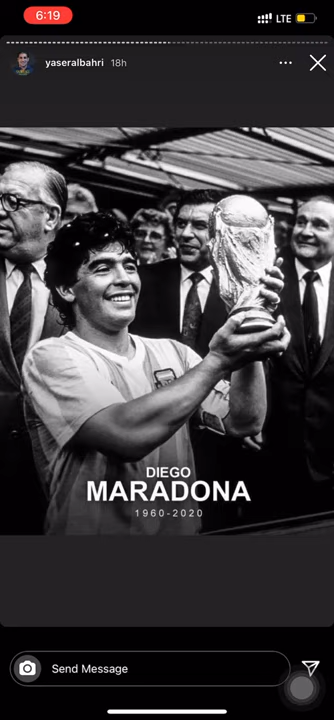 6:19
LTE
yaseralbahri 18h
DIEGO
MARADONA
1960-2020
Send Message